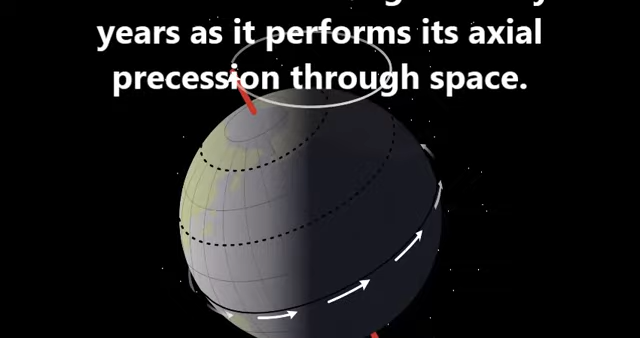 years as it performs its axial
precession through space.